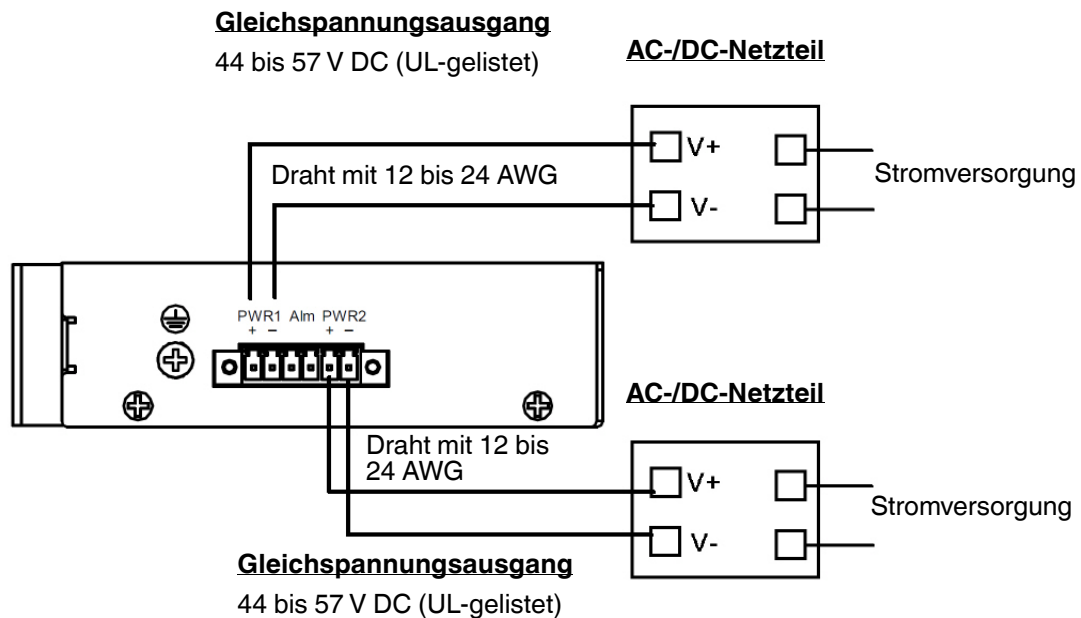 Gleichspannungsausgang
44 bis 57 V DC (UL-gelistet)
AC-/DC-Netzteil
V+
Draht mit 12 bis 24 AWG
Stromversorgung
V-
PWR1 Alm PWR2
+ – + –
AC-/DC-Netzteil
Draht mit 12 bis
24 AWG
V+
Stromversorgung
V-
Gleichspannungsausgang
44 bis 57 V DC (UL-gelistet)